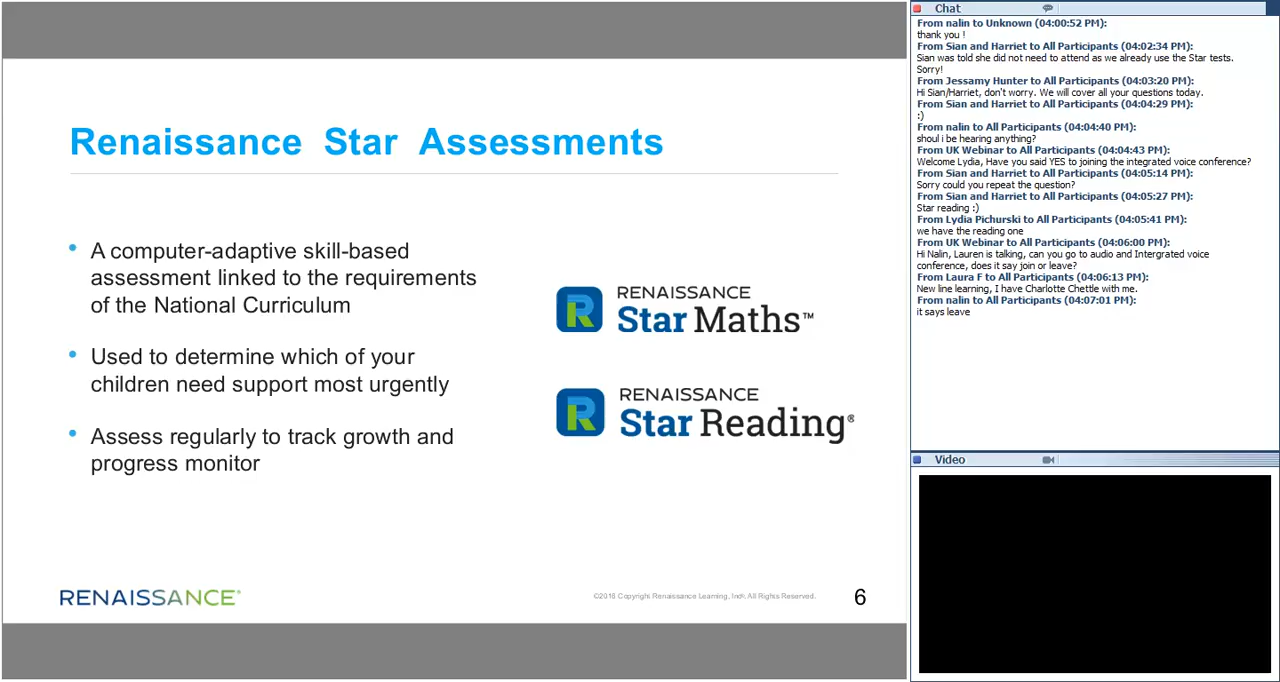 Renaissance Star Assessments
A computer-adaptive skill-based
assessment linked to the requirements
of the National Curriculum
Used to determine which of your
children need support most urgently
Assess regularly to track growth and
progress monitor
RENAISSANCE
Star Maths™
RENAISSANCE
Star Reading®
RENAISSANCE®
©2018 Copyright Renaissance Learning, All Rights Reserved.
6
Chat
From nalin to Unknown (04:00:52 PM):
thank you !
From Sian and Harriet to All Participants (04:02:34 PM):
Sian was told she did not need to attend as we already use the Star tests.
Sorry!
From Jessamy Hunter to All Participants (04:03:20 PM):
Hi Sian/Harriet, don't worry. We will cover all your questions today.
From Sian and Harriet to All Participants (04:04:29 PM):
:)
From nalin to All Participants (04:04:40 PM):
shoul i be hearing anything?
From UK Webinar to All Participants (04:04:43 PM):
Welcome Lydia, Have you said YES to joining the integrated voice conference?
From Sian and Harriet to All Participants (04:05:14 PM):
Sorry could you repeat the question?
From Sian and Harriet to All Participants (04:05:27 PM):
Star reading :)
From Lydia Pichurski to All Participants (04:05:41 PM):
we have the reading one
From UK Webinar to All Participants (04:06:00 PM):
Hi Nalin, Lauren is talking, can you go to audio and Intergrated voice
conference, does it say join or leave?
From Laura F to All Participants (04:06:13 PM):
New line learning, I have Charlotte Chettle with me.
From nalin to All Participants (04:07:01 PM):
it says leave
Video